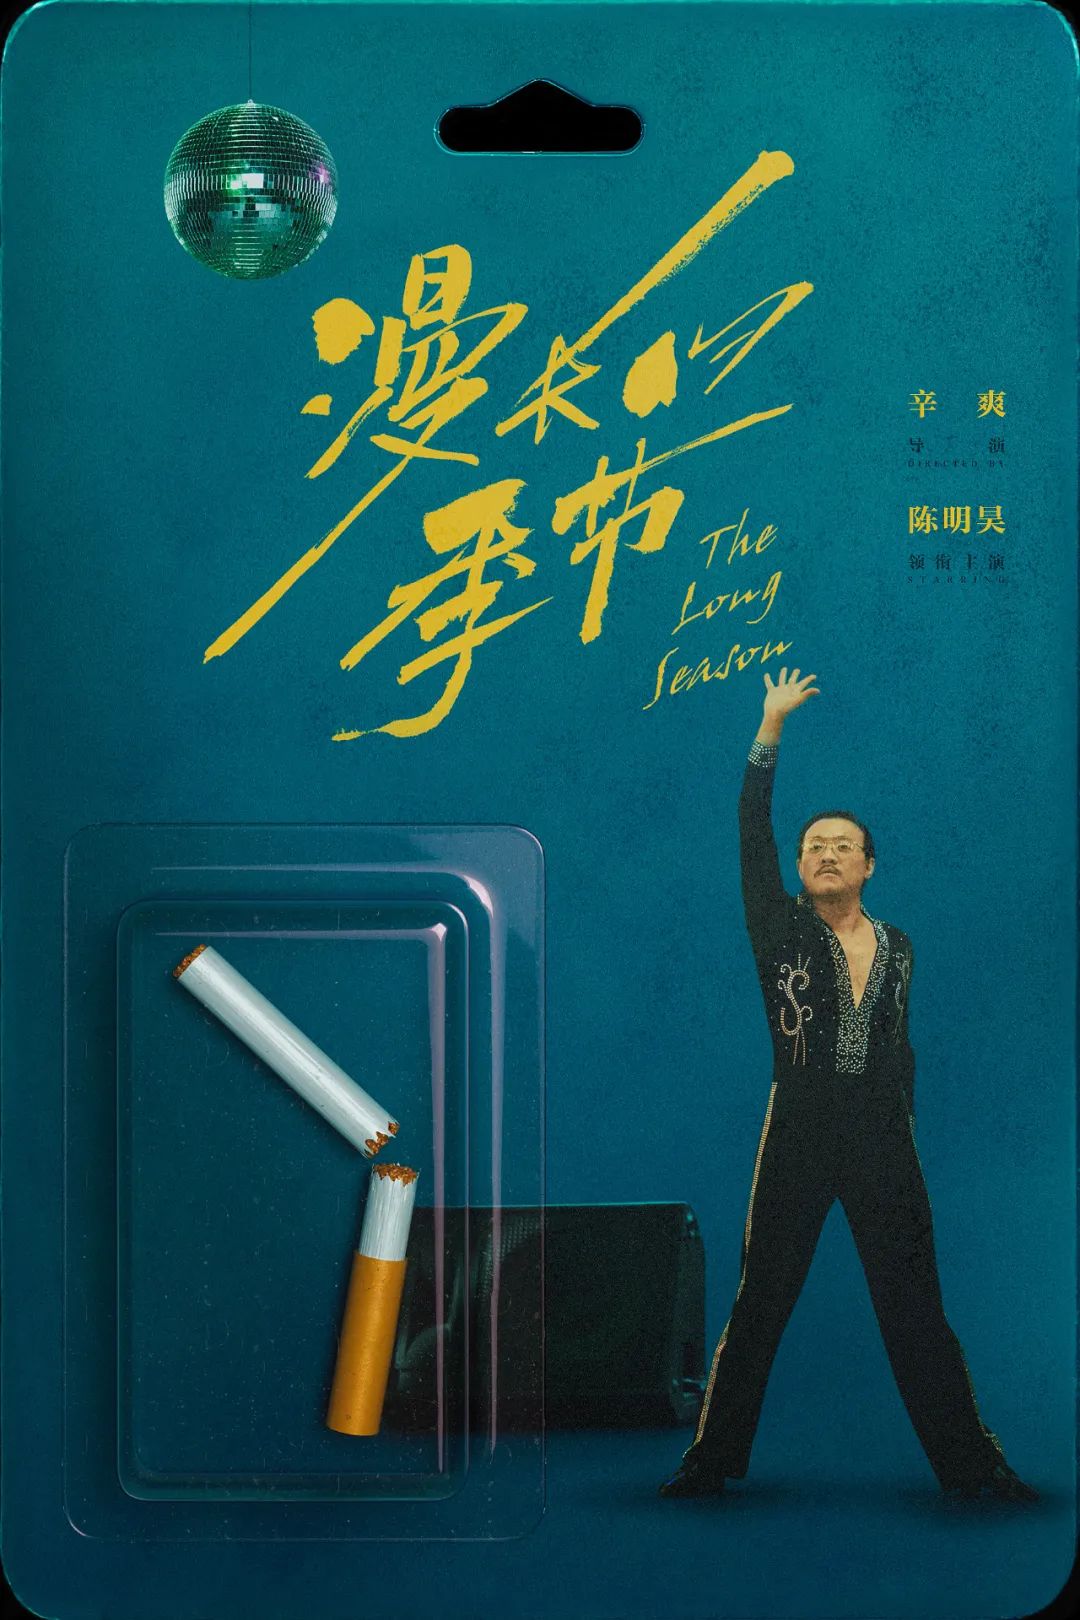 漫长的
季节
The
Long
Season
辛爽
导演
DIRECTED BY
陈明昊
领衔主演
STARRING